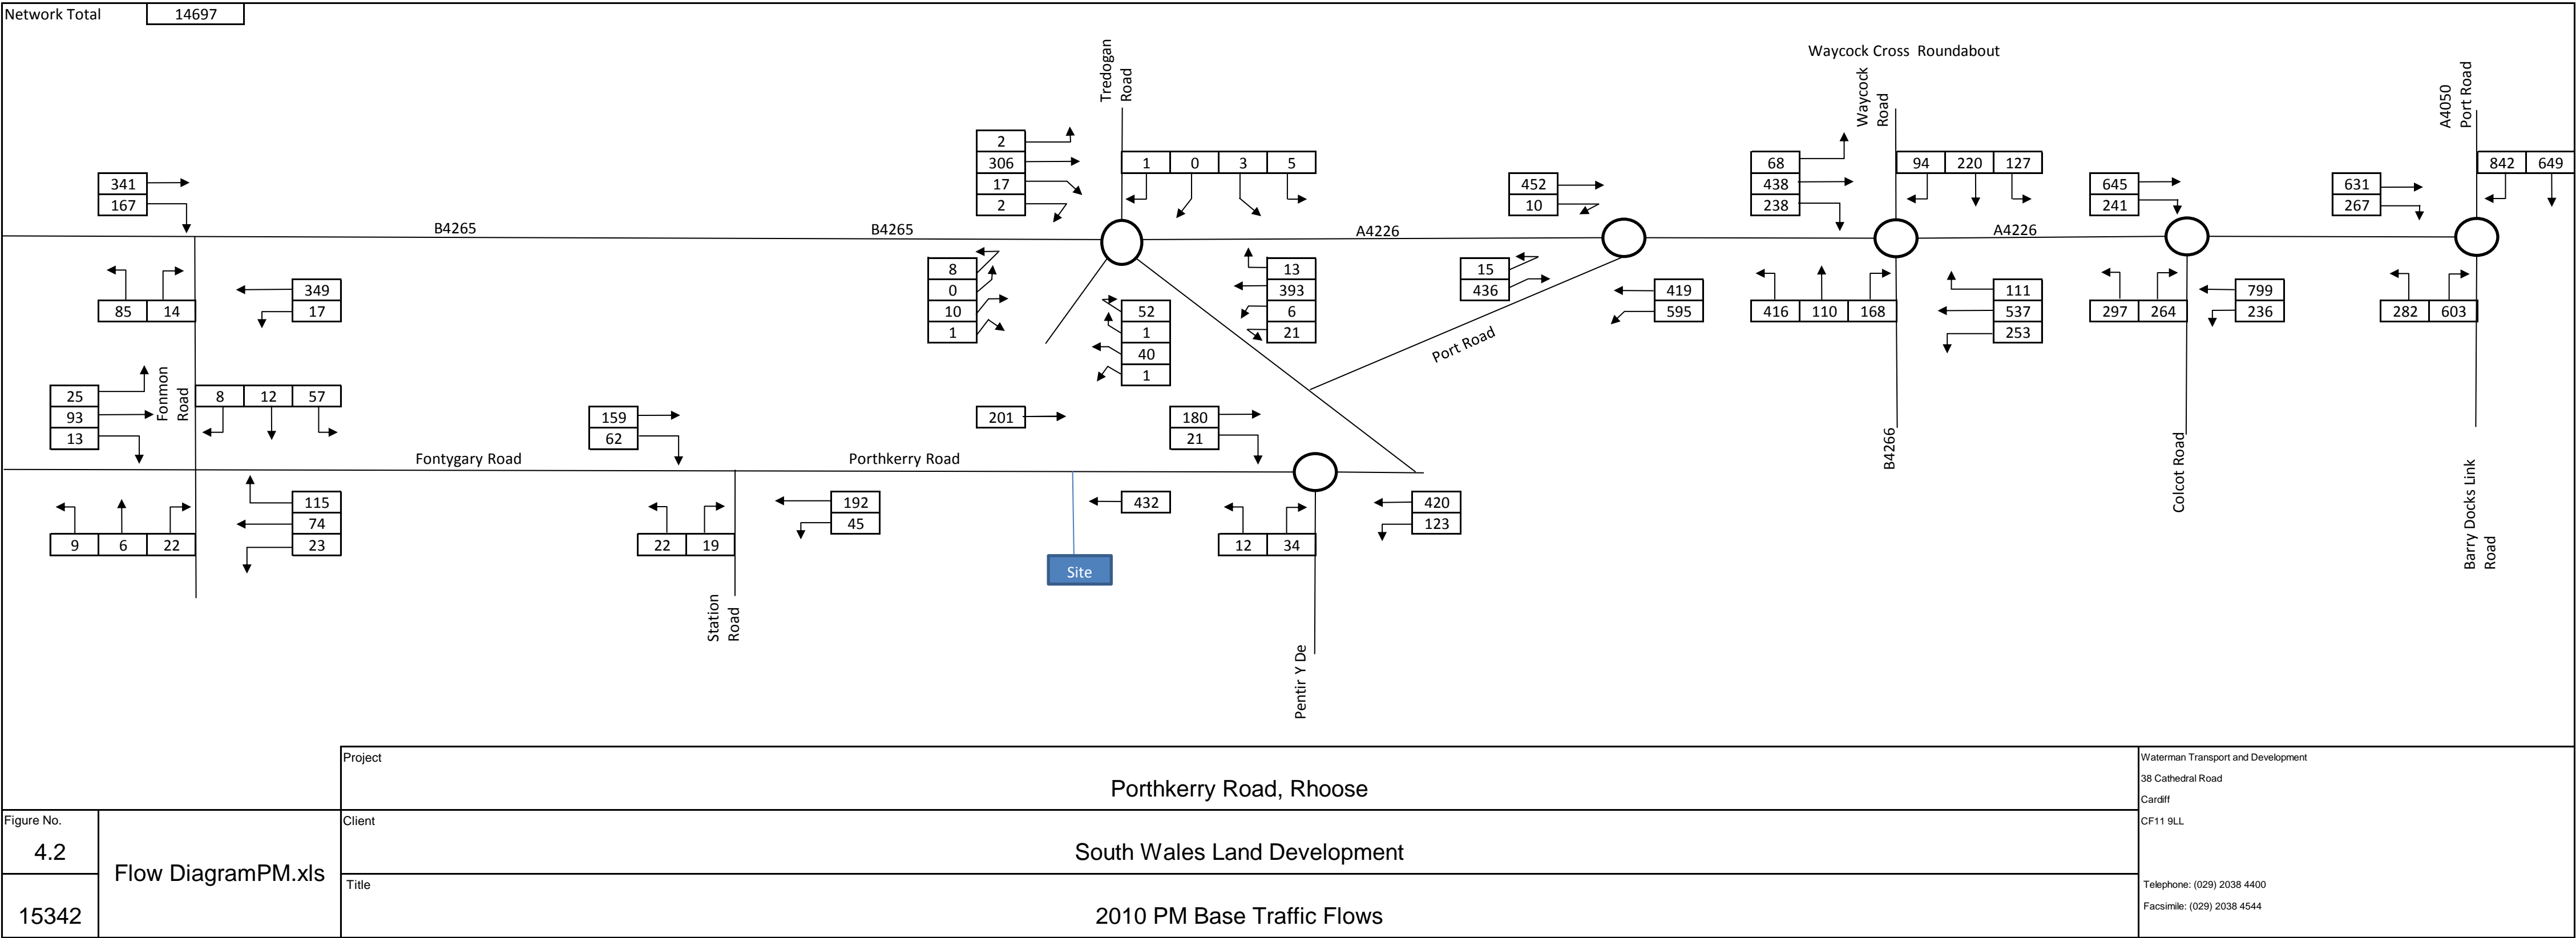 Network Total 14697
Waycock Cross Roundabout
Tredogan
Road
Waycock
Road
A4050
Port Road
2
306
17
2
1 0 3 5
341
167
452
10
68
438
238
94 220 127
645
241
631
267
842 649
B4265
B4265
A4226
A4226
85 14
349
17
8
0
10
1
52
1
40
1
13
393
6
21
15
436
419
595
Port Road
416 110 168
111
537
253
297 264
799
236
282 603
Fonmon
Road
25
93
13
8 12 57
159
62
201
180
21
B4266
Colcot Road
Barry Docks Link
Road
Fontygary Road
Porthkerry Road
9 6 22
115
74
23
22 19
192
45
432
12 34
420
123
Site
Station
Road
Pentir Y De
Project
Porthkerry Road, Rhoose
Waterman Transport and Development
38 Cathedral Road
Cardiff
CF11 9LL
Figure No.
4.2
Flow DiagramPM.xls
Client
South Wales Land Development
15342
Title
2010 PM Base Traffic Flows
Telephone: (029) 2038 4400
Facsimile: (029) 2038 4544